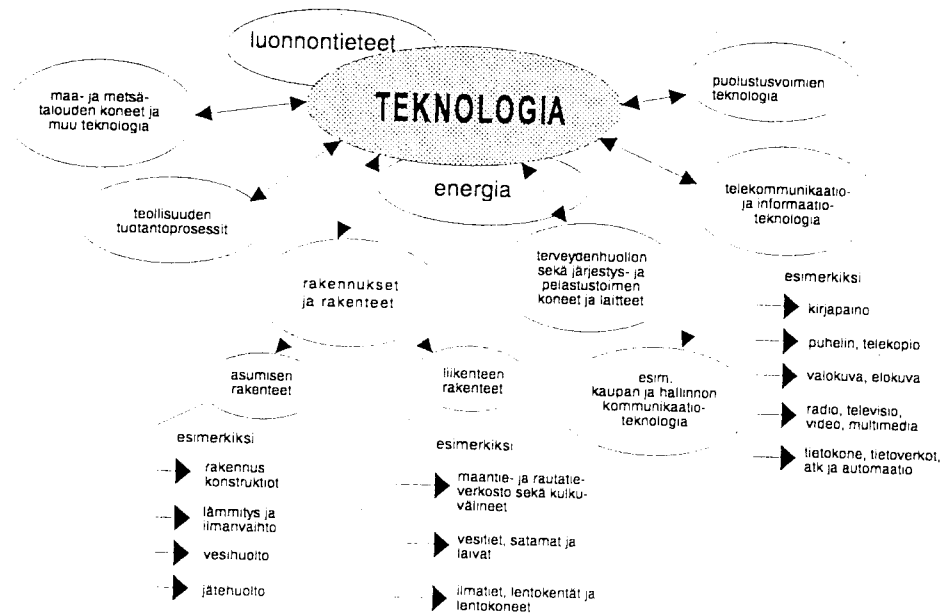 luonnontieteet
TEKNOLOGIA
maa- ja metsä-
talouden koneet ja
muu teknologia
puolustusvoimien
teknologia
energia
teollisuuden
tuotantoprosessit
telekommunikaatio-
ja informaatio-
teknologia
rakennukset
ja rakenteet
terveydenhuollon
sekä järjestys- ja
pelastustoimen
koneet ja laitteet
esimerkiksi
kirjapaino
puhelin, telekopio
valokuva, elokuva
radio, televisio,
video, multimedia
tietokone, tietoverkot,
atk ja automaatio
asumisen
rakenteet
liikenteen
rakenteet
esim.
kaupan ja hallinnon
kommunikaatio-
teknologia
esimerkiksi
rakennus
konstruktiot
lämmitys ja
ilmanvaihto
vesihuolto
jätehuolto
esimerkiksi
maantie- ja rautatie-
verkosto sekä kulku-
välineet
vesitiet, satamat ja
laivat
ilmatiet, lentokentät ja
lentokoneet